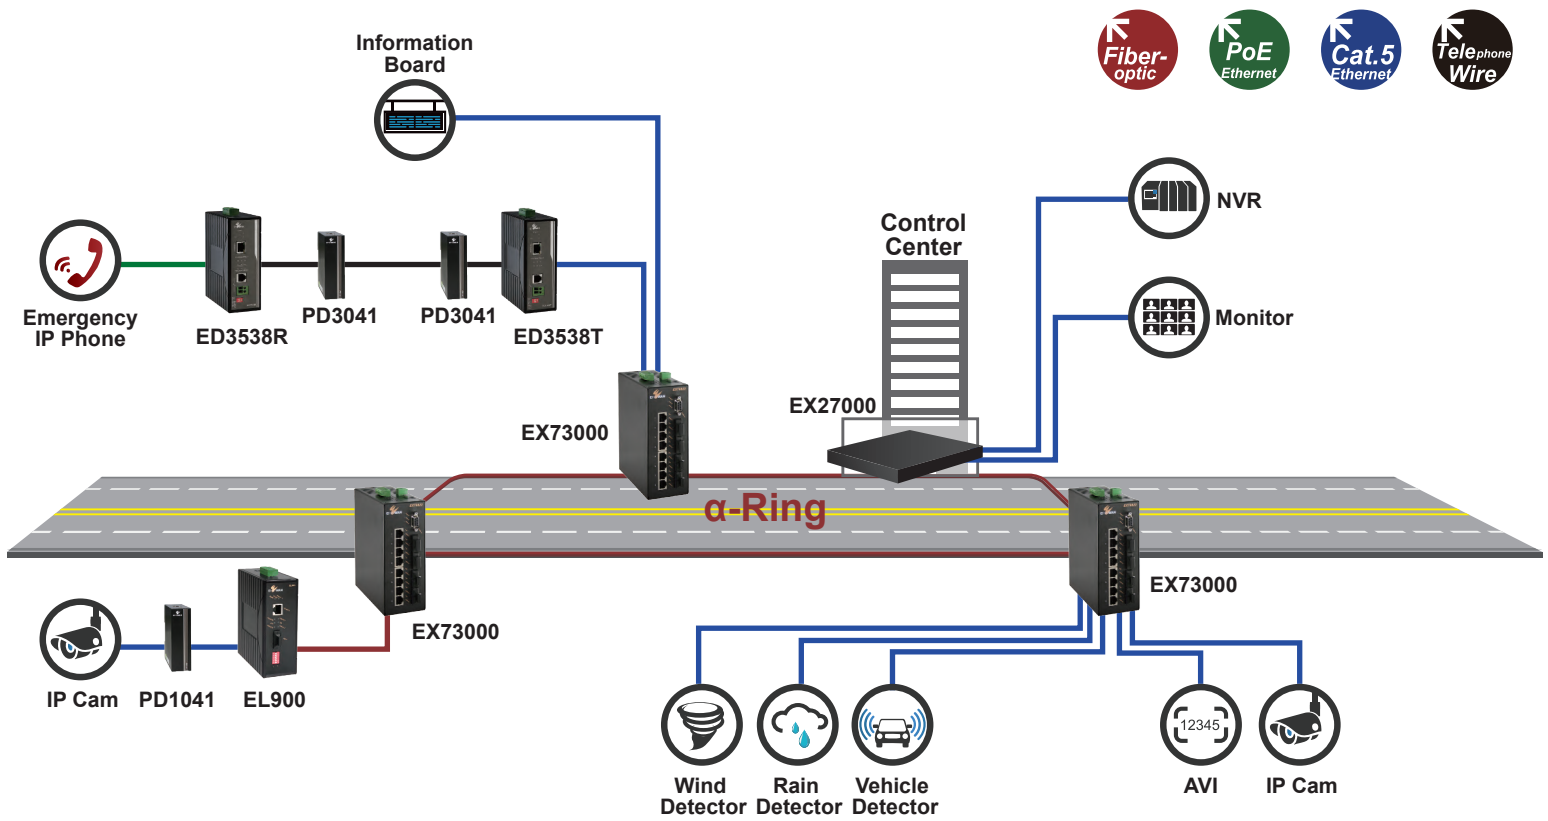 Information
Board
Fiber-
optic
PoE
Ethernet
Cat.5
Ethernet
Telephone
Wire
NVR
Control
Center
Monitor
Emergency
IP Phone
ED3538R
PD3041
PD3041
ED3538T
EX27000
EX73000
α-Ring
EX73000
EX73000
IP Cam
PD1041
EL900
12345
Wind
Detector
Rain
Detector
Vehicle
Detector
AVI
IP Cam